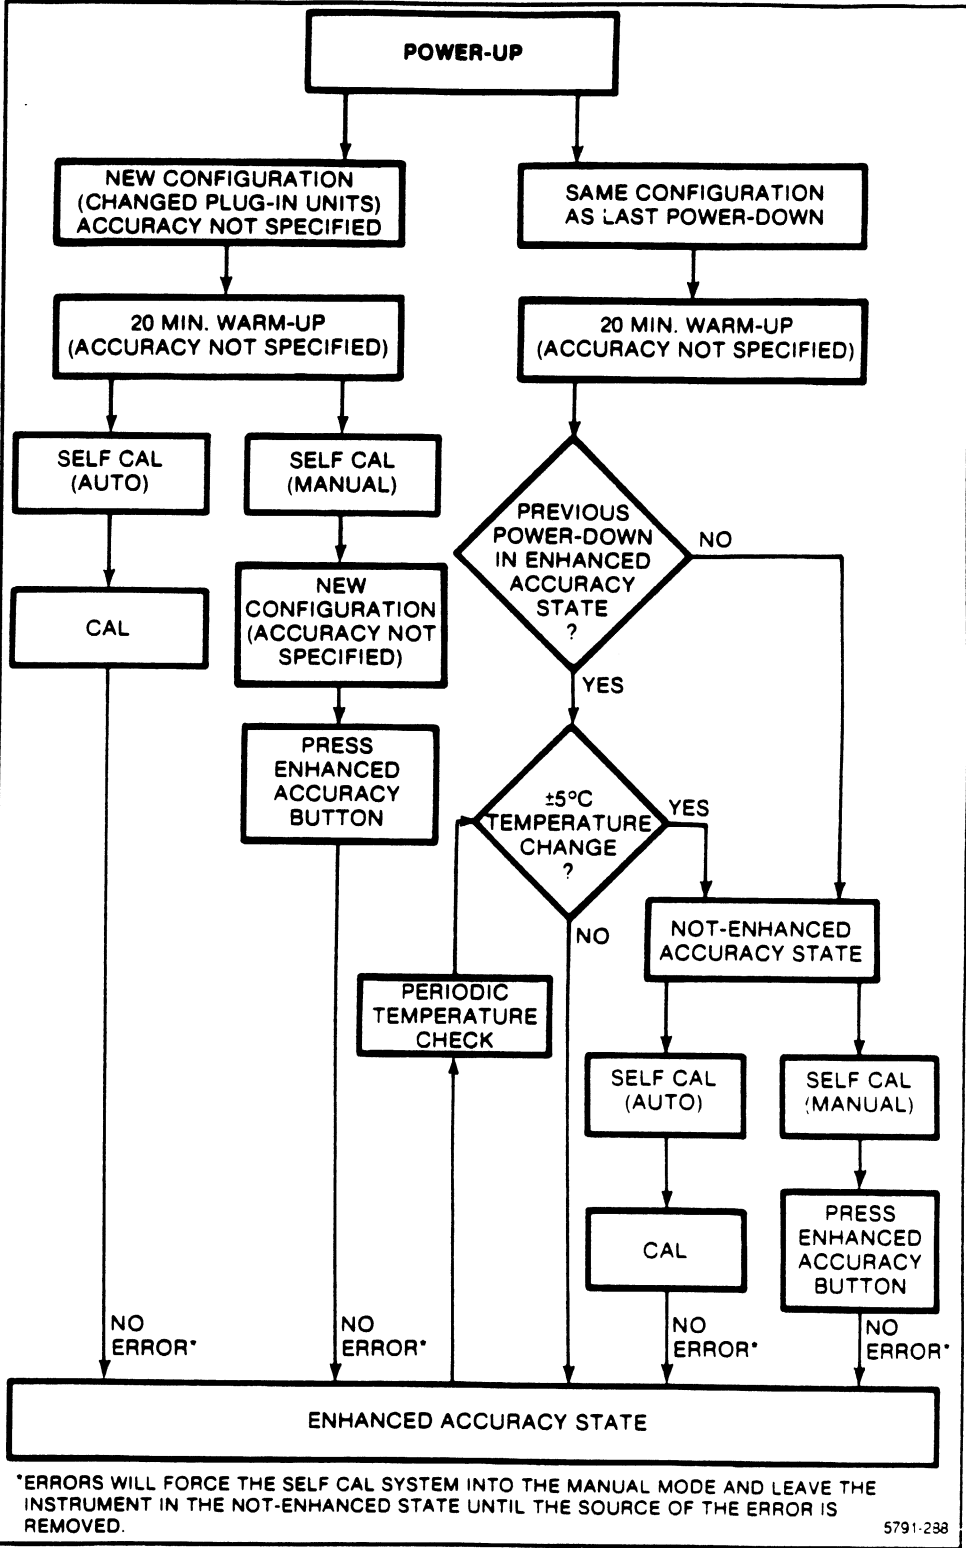 POWER-UP
NEW CONFIGURATION
(CHANGED PLUG-IN UNITS)
ACCURACY NOT SPECIFIED
SAME CONFIGURATION
AS LAST POWER-DOWN
20 MIN. WARM-UP
(ACCURACY NOT SPECIFIED)
20 MIN. WARM-UP
(ACCURACY NOT SPECIFIED)
SELF CAL
(AUTO)
SELF CAL
(MANUAL)
PREVIOUS
POWER-DOWN
IN ENHANCED
ACCURACY
STATE
?
NO
YES
CAL
NEW
CONFIGURATION
(ACCURACY NOT
SPECIFIED)
PRESS
ENHANCED
ACCURACY
BUTTON
±5°C
TEMPERATURE
CHANGE
?
YES
NO
NOT-ENHANCED
ACCURACY STATE
PERIODIC
TEMPERATURE
CHECK
SELF CAL
(AUTO)
SELF CAL
(MANUAL)
CAL
PRESS
ENHANCED
ACCURACY
BUTTON
NO
ERROR*
NO
ERROR*
NO
ERROR*
NO
ERROR*
ENHANCED ACCURACY STATE
*ERRORS WILL FORCE THE SELF CAL SYSTEM INTO THE MANUAL MODE AND LEAVE THE
INSTRUMENT IN THE NOT-ENHANCED STATE UNTIL THE SOURCE OF THE ERROR IS
REMOVED.
5791-288